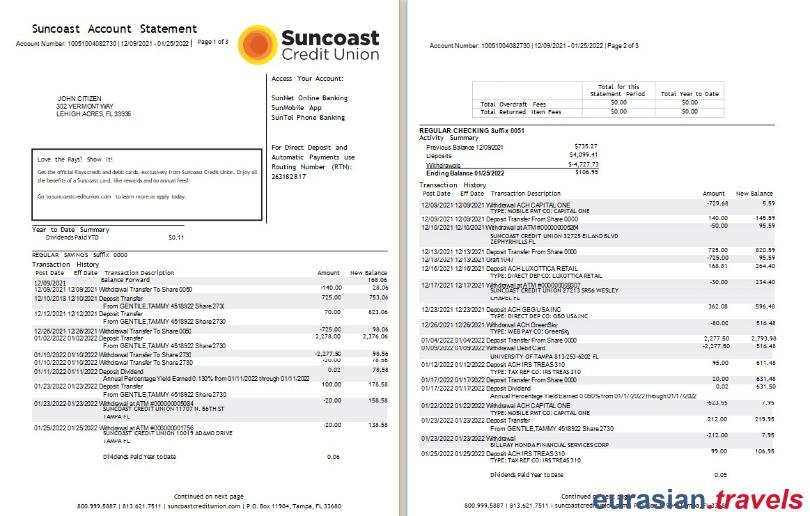 Suncoast Account Statement
Account Number: 10051004082730 | 12/09/2021 - 01/25/2022 | Page 1 of 3
Suncoast
Credit Union
JOHN CITIZEN
302 VERMONT WAY
LEHIGH ACRES, FL 33936
Access Your Account:
SunNet Online Banking
SunMobile App
SunTel Phone Banking
For Direct Deposit and
Automatic Payments use
Routing Number (RTN):
263182817
Love the Rays? Show it!
Get the official Rays credit and debit cards, exclusively from Suncoast Credit Union. Enjoy all
the benefits of a Suncoast card, like rewards and no annual fees!
Go to suncoastcreditunion.com to learn more or apply today.
Year to Date Summary
Dividends Paid YTD $0.11
REGULAR SAVINGS Suffix 0000
Transaction History
Post Date Eff Date Transaction Description Amount New Balance
12/09/2021 Balance Forward 168.06
12/09/2021 12/09/2021 Withdrawal Transfer To Share 0050 -140.00 28.06
12/10/2018 12/10/2021 Deposit Transfer 725.00 753.06
From GENTILE,TAMMY 4518922 Share 2730
12/12/2021 12/12/2021 Deposit Transfer 70.00 823.06
From GENTILE,TAMMY 4518922 Share 2730
12/26/2021 12/26/2021 Withdrawal Transfer To Share 0050 -725.00 98.06
01/02/2022 01/02/2022 Deposit Transfer 2,278.00 2,376.06
From GENTILE,TAMMY 4518922 Share 2730
01/10/2022 01/10/2022 Withdrawal Transfer To Share 2730 -2,277.50 98.56
01/10/2022 01/10/2022 Withdrawal Transfer To Share 2730 -20.00 78.56
01/11/2022 01/11/2022 Deposit Dividend 0.02 78.58
Annual Percentage Yield Earned 0.130% from 01/11/2022 through 01/11/2022
01/23/2022 01/23/2022 Deposit Transfer 100.00 178.58
From GENTILE,TAMMY 4518922 Share 2730
01/23/2022 01/23/2022 Withdrawal at ATM #000000005084 -20.00 158.58
SUNCOAST CREDIT UNION 11707 N. 56TH ST
TAMPA FL
01/25/2022 01/25/2022 Withdrawal at ATM #000000001756 -20.00 138.58
SUNCOAST CREDIT UNION 10019 ADAMO DRIVE
TAMPA FL
Dividends Paid Year to Date 0.06
Continued on next page
800.999.5887 | 813.621.7511 | suncoastcreditunion.com | P.O. Box 11904, Tampa, FL 33680
Account Number: 10051004082730 | 12/09/2021 - 01/25/2022 | Page 2 of 3
Total for this
Statement Period Total Year to Date
Total Overdraft Fees $0.00 $0.00
Total Returned Item Fees $0.00 $0.00
REGULAR CHECKING Suffix 0051
Activity Summary
Previous Balance 12/09/2021 $735.27
Deposits $4,099.41
Withdrawals $-4,727.73
Ending Balance 01/25/2022 $106.95
Transaction History
Post Date Eff Date Transaction Description Amount New Balance
12/09/2021 12/09/2021 Withdrawal ACH CAPITAL ONE -729.68 5.59
TYPE: MOBILE PMT CO: CAPITAL ONE
12/09/2021 12/09/2021 Deposit Transfer From Share 0000 140.00 145.59
12/10/2021 12/10/2021 Withdrawal at ATM #000000005284 -50.00 95.59
SUNCOAST CREDIT UNION 32725 EILAND BLVD
ZEPHYRHILLS FL
12/13/2021 12/13/2021 Deposit Transfer From Share 0000 725.00 820.59
12/13/2021 12/13/2021 Draft 1047 -725.00 95.59
12/16/2021 12/16/2021 Deposit ACH LUXOTTICA RETAIL 168.81 264.40
TYPE: DIRECT DEP CO: LUXOTTICA RETAIL
12/17/2021 12/17/2021 Withdrawal at ATM -30.00 234.40
SUNCOAST CREDIT UNION 27213 SR56 WESLEY
CHAPEL FL
12/23/2021 12/23/2021 Deposit ACH GBG USA INC 362.08 596.48
TYPE: DIRECT DEP CO: GBG USA INC
12/26/2021 12/26/2021 Withdrawal ACH GreenSky -80.00 516.48
TYPE: WEB PAY CO: GreenSky
01/04/2022 01/04/2022 Deposit Transfer From Share 0000 2,277.50 2,793.98
01/09/2022 01/09/2022 Withdrawal Debit Card -2,277.50 516.48
UNIVERSITY OF TAMPA 813-253-6202 FL
01/12/2022 01/12/2022 Deposit ACH IRS TREAS 310 95.00 611.48
TYPE: TAX REF CO: IRS TREAS 310
01/17/2022 01/17/2022 Deposit Transfer From Share 0000 20.00 631.48
01/17/2022 01/17/2022 Deposit Dividend 0.02 631.50
Annual Percentage Yield Earned 0.050% from 01/17/2022 through 01/17/2022
01/22/2022 01/22/2022 Withdrawal ACH CAPITAL ONE -623.55 7.95
TYPE: MOBILE PMT CO: CAPITAL ONE
01/23/2022 01/23/2022 Deposit Transfer 212.00 219.95
From GENTILE,TAMMY 4518922 Share 2730
01/23/2022 01/23/2022 Withdrawal -212.00 7.95
BILLPAY HONDA FINANCIAL SERVICES CORP
01/25/2022 01/25/2022 Deposit ACH IRS TREAS 310 99.00 106.95
TYPE: TAX REF CO: IRS TREAS 310
Dividends Paid Year to Date 0.05
Continued on next page
800.999.5887 | 813.621.7511 | suncoastcreditunion.com | P.O. Box 11904, Tampa, FL 33680
eurasian.travels